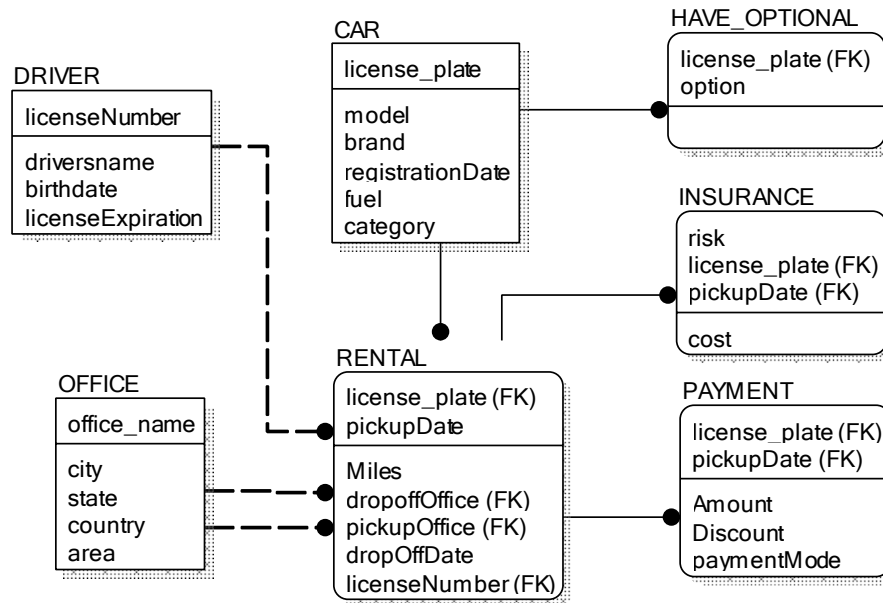 DRIVER
licenseNumber
driversname
birthdate
licenseExpiration
CAR
license_plate
model
brand
registrationDate
fuel
category
HAVE_OPTIONAL
license_plate (FK)
option
INSURANCE
risk
license_plate (FK)
pickupDate (FK)
cost
OFFICE
office_name
city
state
country
area
RENTAL
license_plate (FK)
pickupDate
Miles
dropoffOffice (FK)
pickupOffice (FK)
dropOffDate
licenseNumber (FK)
PAYMENT
license_plate (FK)
pickupDate (FK)
Amount
Discount
paymentMode